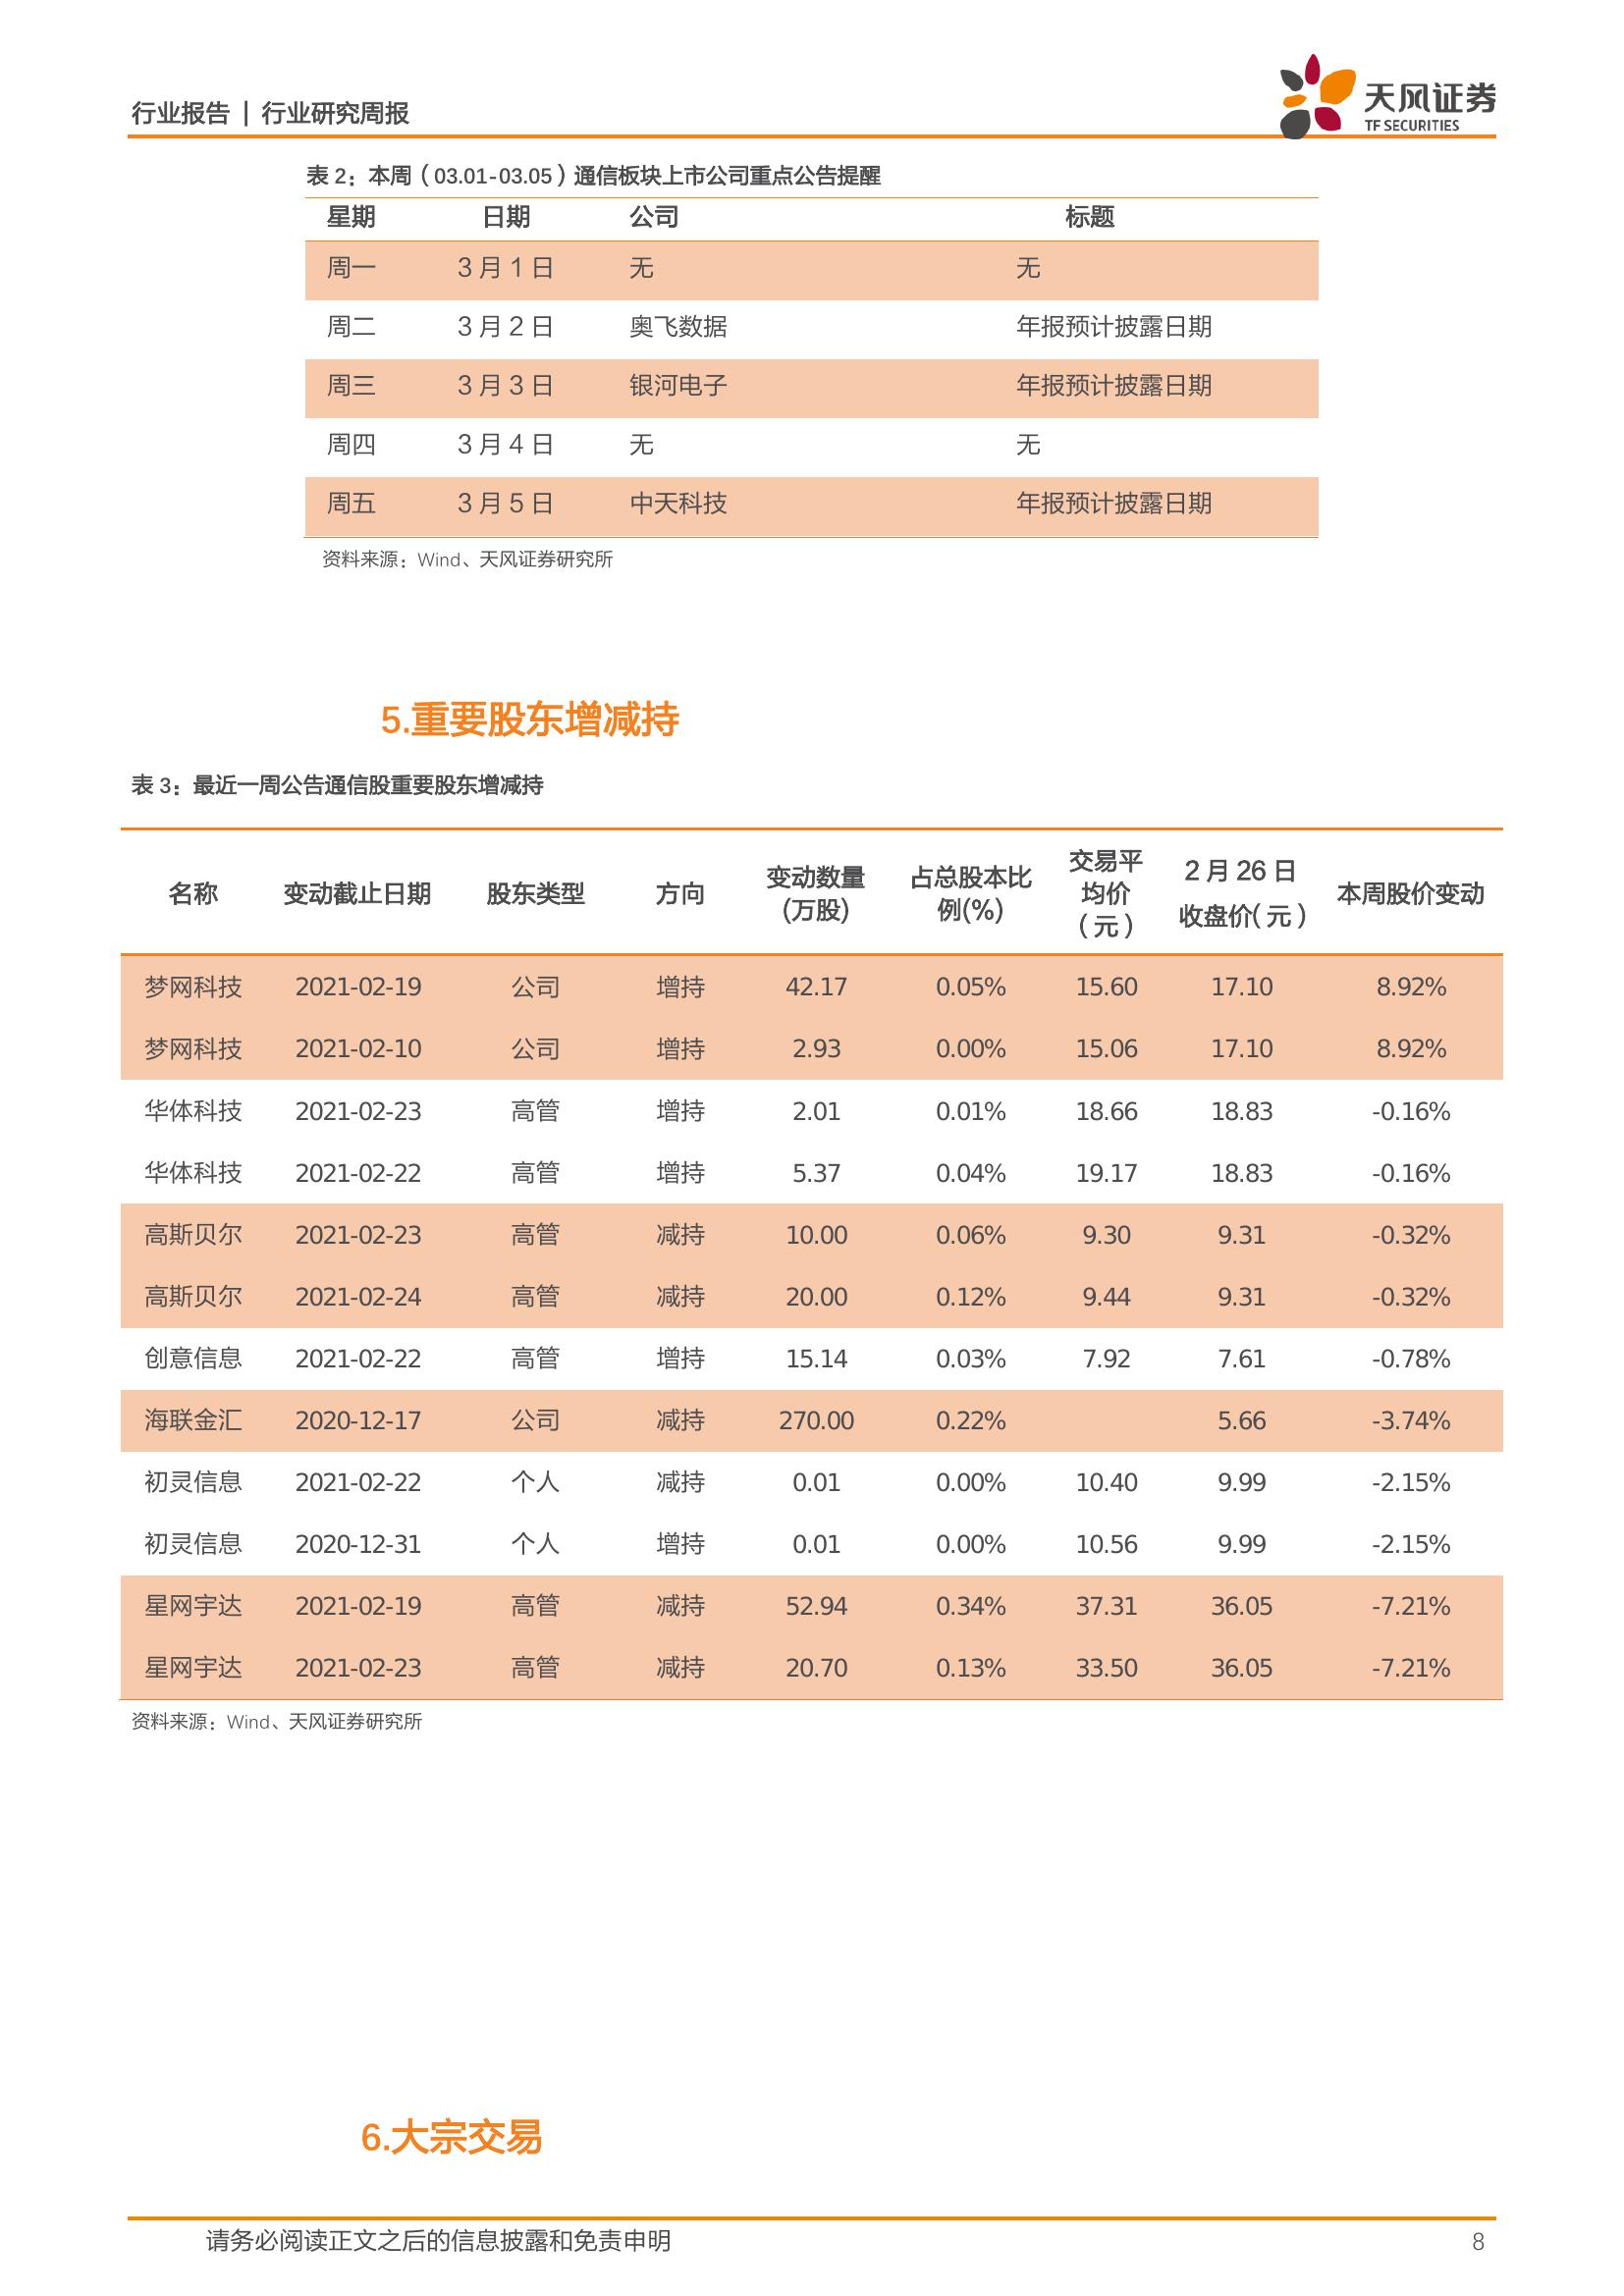 行业报告 | 行业研究周报
天风证券
TF SECURITIES
表 2：本周（03.01-03.05）通信板块上市公司重点公告提醒
星期 日期 公司 标题
周一 3 月 1 日 无 无
周二 3 月 2 日 奥飞数据 年报预计披露日期
周三 3 月 3 日 银河电子 年报预计披露日期
周四 3 月 4 日 无 无
周五 3 月 5 日 中天科技 年报预计披露日期
资料来源：Wind、天风证券研究所
5.重要股东增减持
表 3：最近一周公告通信股重要股东增减持
名称 变动截止日期 股东类型 方向 变动数量(万股) 占总股本比例(%) 交易平均价（元） 2 月 26 日收盘价(元) 本周股价变动
梦网科技 2021-02-19 公司 增持 42.17 0.05% 15.60 17.10 8.92%
梦网科技 2021-02-10 公司 增持 2.93 0.00% 15.06 17.10 8.92%
华体科技 2021-02-23 高管 增持 2.01 0.01% 18.66 18.83 -0.16%
华体科技 2021-02-22 高管 增持 5.37 0.04% 19.17 18.83 -0.16%
高斯贝尔 2021-02-23 高管 减持 10.00 0.06% 9.30 9.31 -0.32%
高斯贝尔 2021-02-24 高管 减持 20.00 0.12% 9.44 9.31 -0.32%
创意信息 2021-02-22 高管 增持 15.14 0.03% 7.92 7.61 -0.78%
海联金汇 2020-12-17 公司 减持 270.00 0.22% 5.66 -3.74%
初灵信息 2021-02-22 个人 减持 0.01 0.00% 10.40 9.99 -2.15%
初灵信息 2020-12-31 个人 增持 0.01 0.00% 10.56 9.99 -2.15%
星网宇达 2021-02-19 高管 减持 52.94 0.34% 37.31 36.05 -7.21%
星网宇达 2021-02-23 高管 减持 20.70 0.13% 33.50 36.05 -7.21%
资料来源：Wind、天风证券研究所
6.大宗交易
请务必阅读正文之后的信息披露和免责申明 8